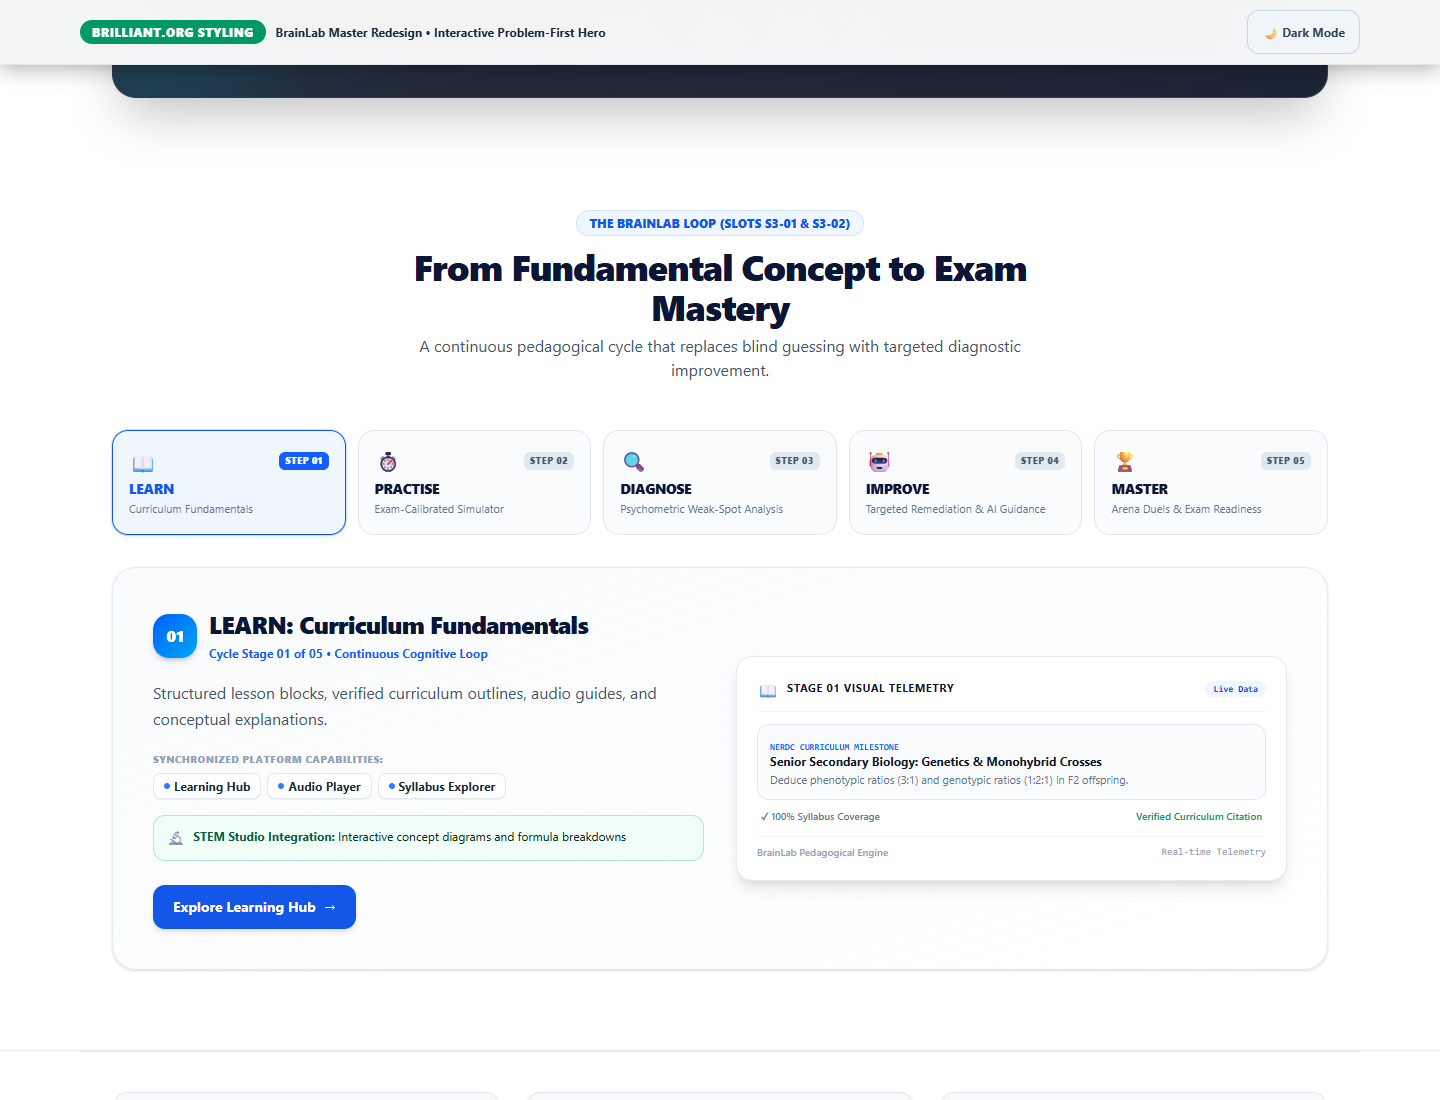 BRILLIANT.ORG STYLING
BrainLab Master Redesign • Interactive Problem-First Hero
🌙 Dark Mode
THE BRAINLAB LOOP (SLOTS S3-01 & S3-02)
From Fundamental Concept to Exam
Mastery
A continuous pedagogical cycle that replaces blind guessing with targeted diagnostic
improvement.
STEP 01
LEARN
Curriculum Fundamentals
STEP 02
PRACTISE
Exam-Calibrated Simulator
STEP 03
DIAGNOSE
Psychometric Weak-Spot Analysis
STEP 04
IMPROVE
Targeted Remediation & AI Guidance
STEP 05
MASTER
Arena Duels & Exam Readiness
01
LEARN: Curriculum Fundamentals
Cycle Stage 01 of 05 • Continuous Cognitive Loop
Structured lesson blocks, verified curriculum outlines, audio guides, and
conceptual explanations.
SYNCHRONIZED PLATFORM CAPABILITIES:
Learning Hub
Audio Player
Syllabus Explorer
STEM Studio Integration: Interactive concept diagrams and formula breakdowns
Explore Learning Hub →
STAGE 01 VISUAL TELEMETRY
Live Data
NERDC CURRICULUM MILESTONE
Senior Secondary Biology: Genetics & Monohybrid Crosses
Deduce phenotypic ratios (3:1) and genotypic ratios (1:2:1) in F2 offspring.
✓ 100% Syllabus Coverage
Verified Curriculum Citation
BrainLab Pedagogical Engine
Real-time Telemetry